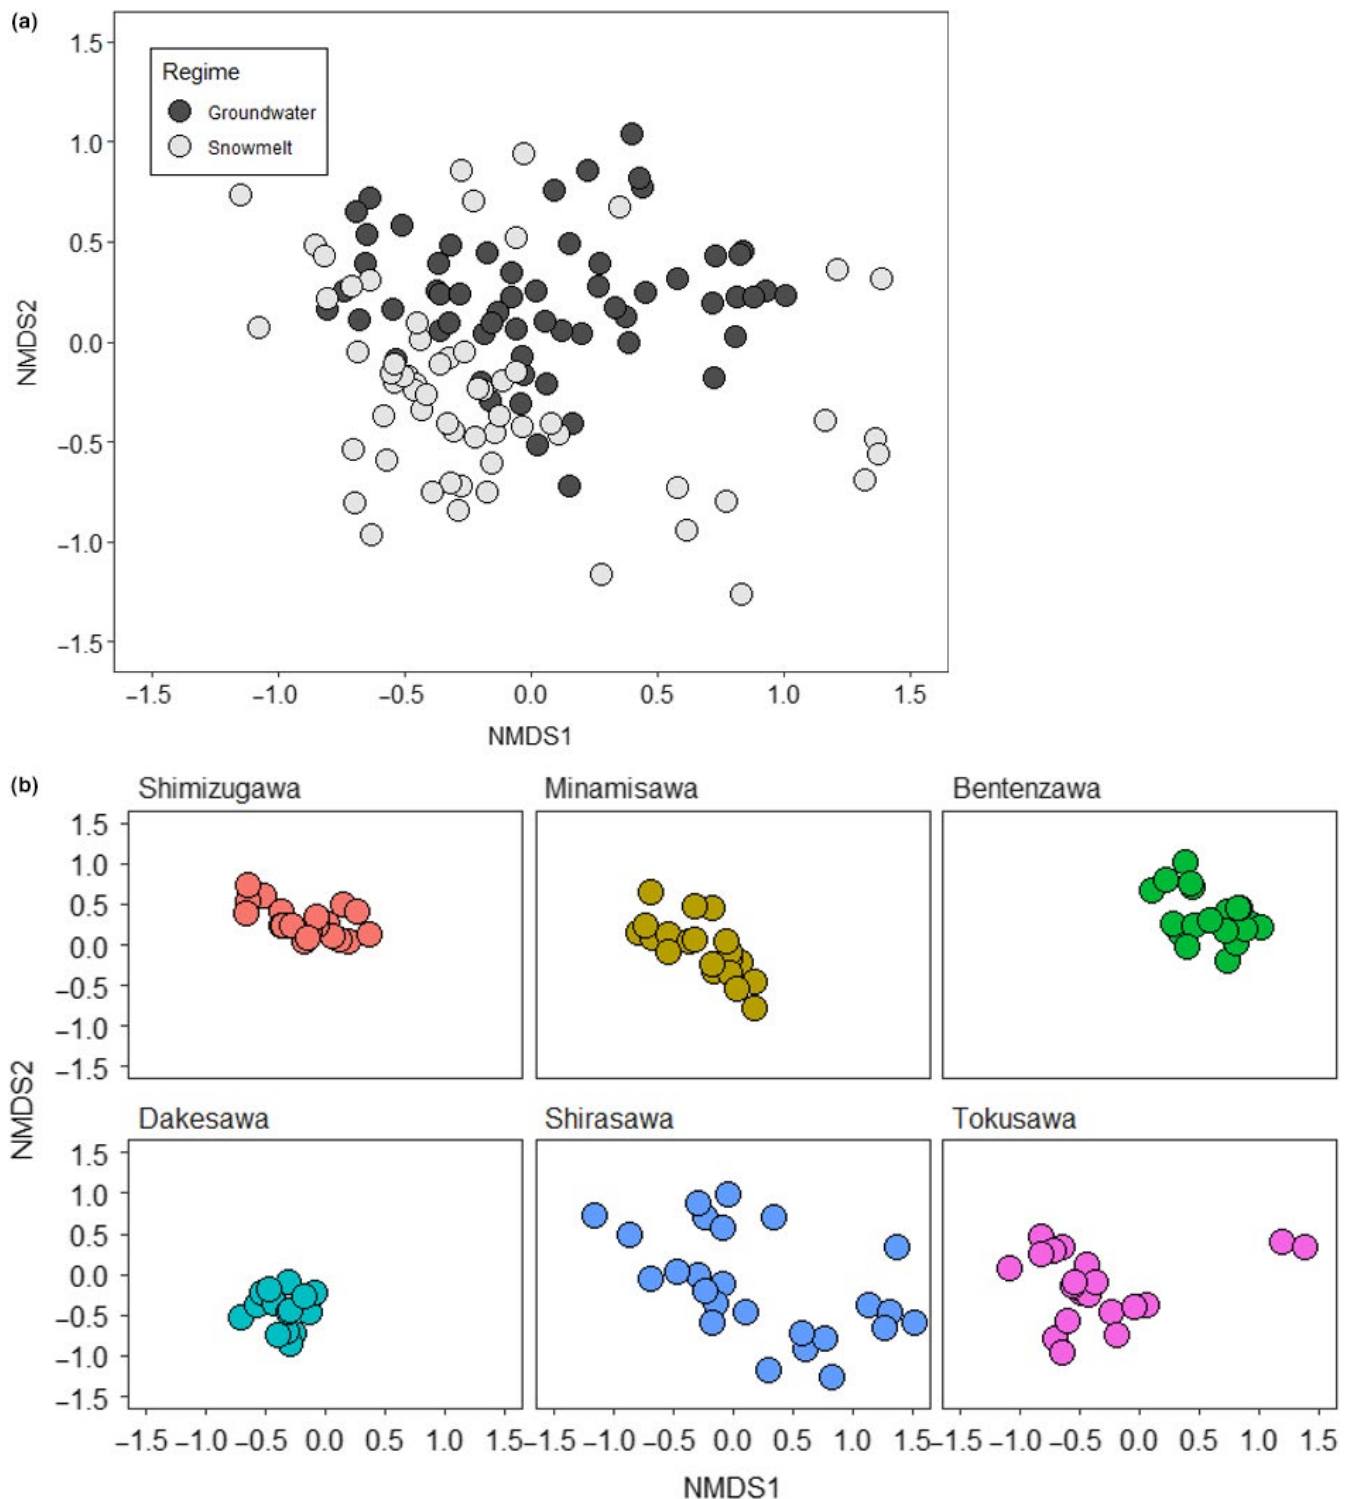 (a)
Regime
Groundwater
Snowmelt
1.5
1.0
0.5
0.0
−0.5
−1.0
−1.5
NMDS2
−1.5 −1.0 −0.5 0.0 0.5 1.0 1.5
NMDS1
(b)
Shimizugawa Minamisawa Bentenzawa
1.5
1.0
0.5
0.0
−0.5
−1.0
−1.5
NMDS2
Dakesawa Shirasawa Tokusawa
1.5
1.0
0.5
0.0
−0.5
−1.0
−1.5
−1.5 −1.0 −0.5 0.0 0.5 1.0 1.5 −1.0 −0.5 0.0 0.5 1.0 1.5 −1.5 −1.0 −0.5 0.0 0.5 1.0 1.5
NMDS1